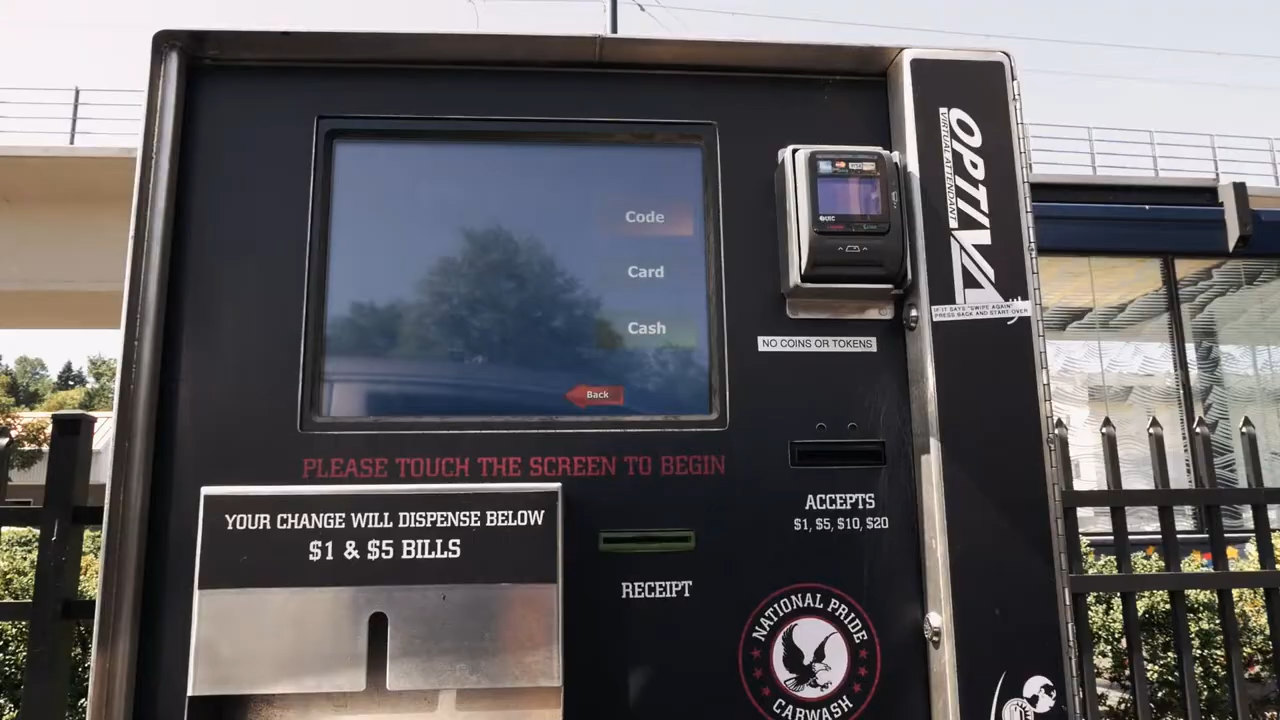 Code
Card
Cash
Back
OPTIVA
VIRTUAL ATTENDANT
IF IT SAYS "SWIPE AGAIN"
PRESS BACK AND START OVER
NO COINS OR TOKENS
PLEASE TOUCH THE SCREEN TO BEGIN
YOUR CHANGE WILL DISPENSE BELOW
$1 & $5 BILLS
RECEIPT
ACCEPTS
$1, $5, $10, $20
NATIONAL PRIDE
CARWASH